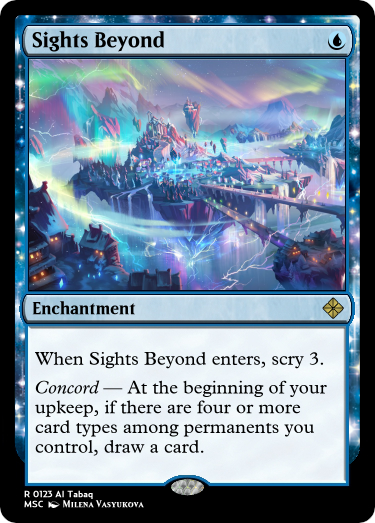 Sights Beyond
Enchantment
When Sights Beyond enters, scry 3.
Concord — At the beginning of your
upkeep, if there are four or more
card types among permanents you
control, draw a card.
R 0123 Al Tabaq
MSC Milena Vasyukova